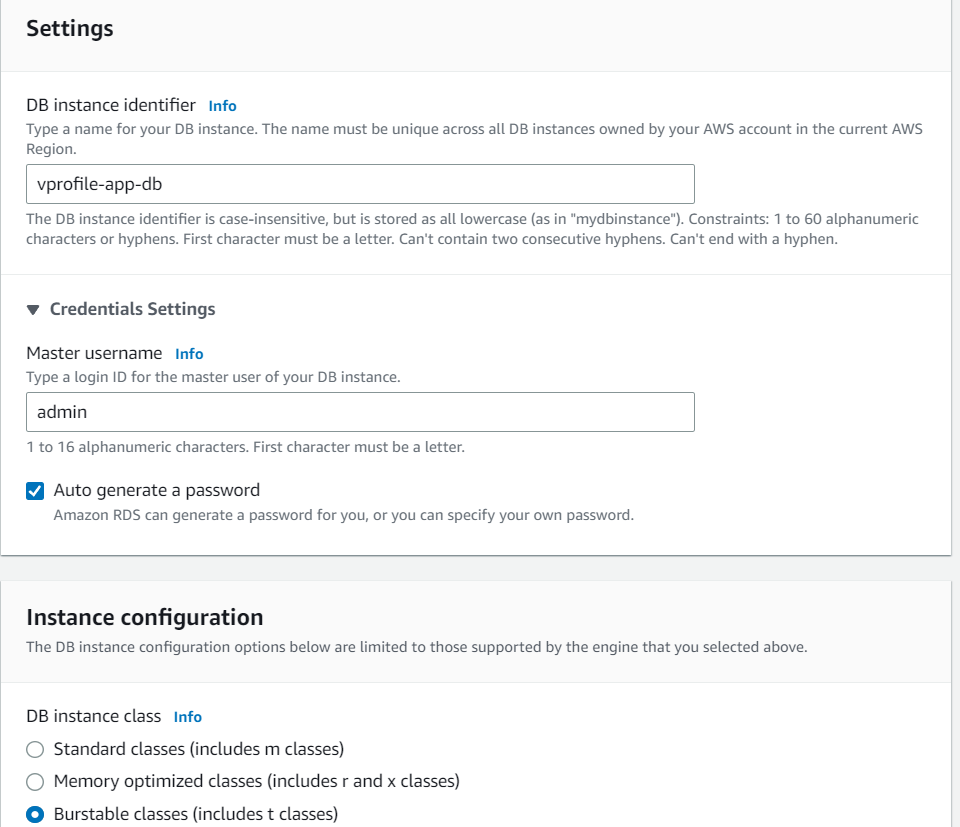 Settings
DB instance identifier Info
Type a name for your DB instance. The name must be unique across all DB instances owned by your AWS account in the current AWS
Region.
vprofile-app-db
The DB instance identifier is case-insensitive, but is stored as all lowercase (as in "mydbinstance"). Constraints: 1 to 60 alphanumeric
characters or hyphens. First character must be a letter. Can't contain two consecutive hyphens. Can't end with a hyphen.
Credentials Settings
Master username Info
Type a login ID for the master user of your DB instance.
admin
1 to 16 alphanumeric characters. First character must be a letter.
Auto generate a password
Amazon RDS can generate a password for you, or you can specify your own password.
Instance configuration
The DB instance configuration options below are limited to those supported by the engine that you selected above.
DB instance class Info
Standard classes (includes m classes)
Memory optimized classes (includes r and x classes)
Burstable classes (includes t classes)